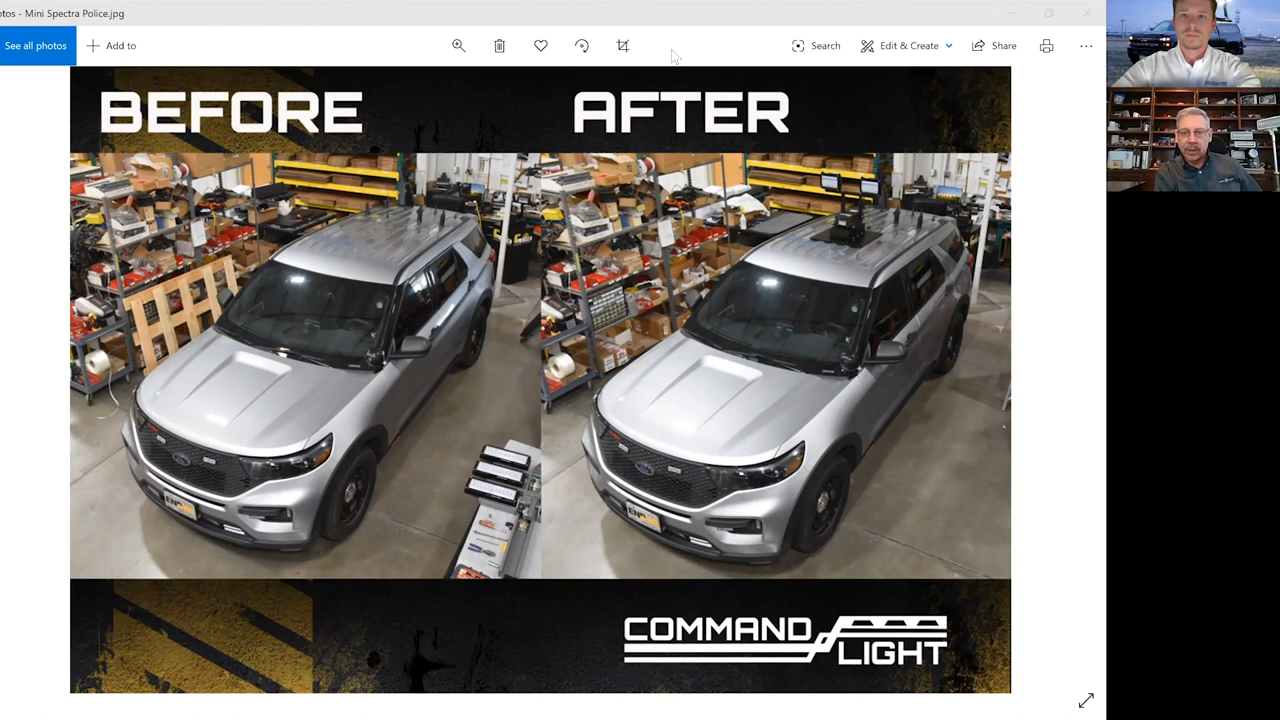 otos - Mini Spectra Police.jpg
See all photos
Add to
Search
Edit & Create
Share
BEFORE
AFTER
COMMAND
LIGHT